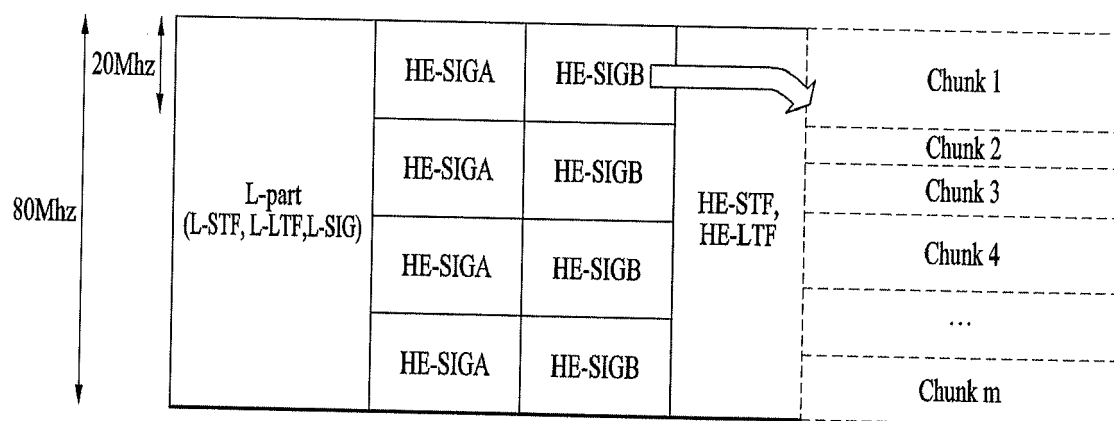 20Mhz
80Mhz
L-part
(L-STF, L-LTF,L-SIG)
HE-SIGA
HE-SIGB
HE-SIGA
HE-SIGB
HE-SIGA
HE-SIGB
HE-SIGA
HE-SIGB
HE-STF,
HE-LTF
Chunk 1
Chunk 2
Chunk 3
Chunk 4
...
Chunk m